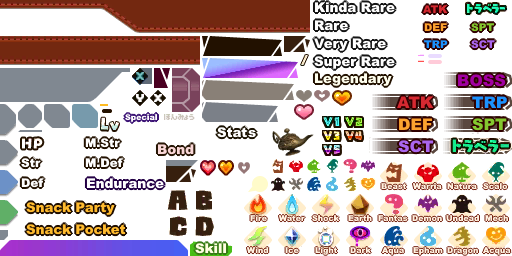 Kinda Rare
Rare
Very Rare
Super Rare
Legendary
ATK トラベラー
DEF SPT
TRP SCT
BOSS
ATK TRP
DEF SPT
SCT トラベラー
Lv
Special
HP M.Str
Str M.Def
Def Endurance
Bond
Stats
V1 V2
V3 V4
V5
Snack Party
Snack Pocket
A B
C D
Skill
Beast Warria Natura Scalo
Fire Water Shock Earth Fantas Demon Undead Mech
Wind Ice Light Dark Aqua Epham Dragon Acqua